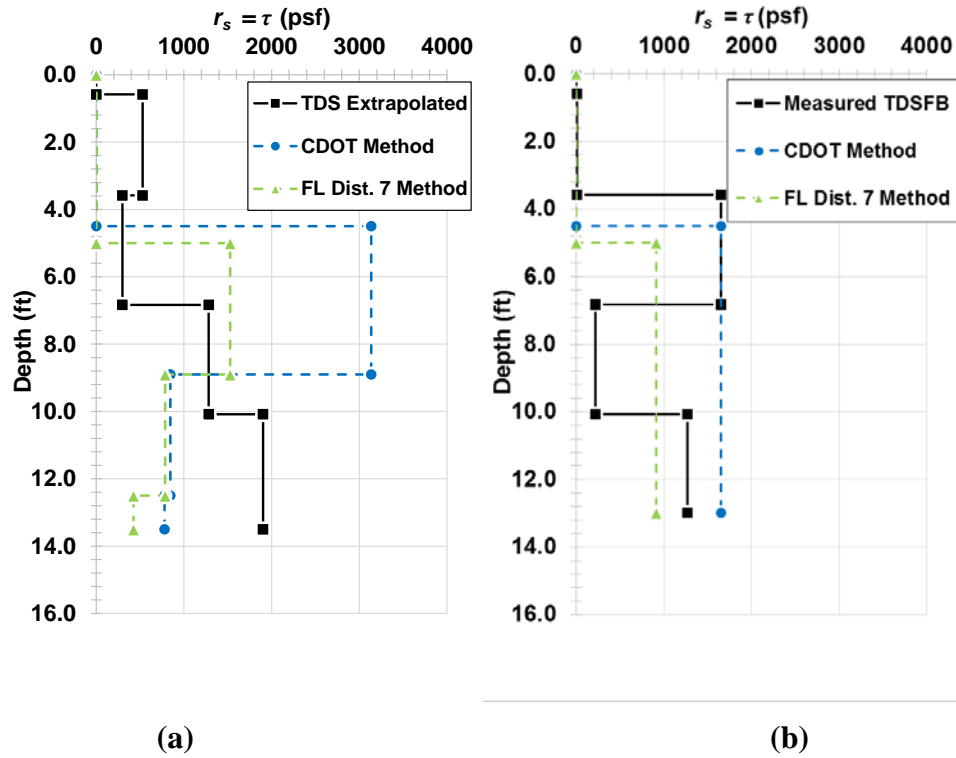 r_s = τ (psf)
0 1000 2000 3000 4000
0.0
2.0
4.0
6.0
8.0
10.0
12.0
14.0
16.0
Depth (ft)
TDS Extrapolated
CDOT Method
FL Dist. 7 Method
(a)
r_s = τ (psf)
0 1000 2000 3000 4000
0.0
2.0
4.0
6.0
8.0
10.0
12.0
14.0
16.0
Depth (ft)
Measured TDSFB
CDOT Method
FL Dist. 7 Method
(b)